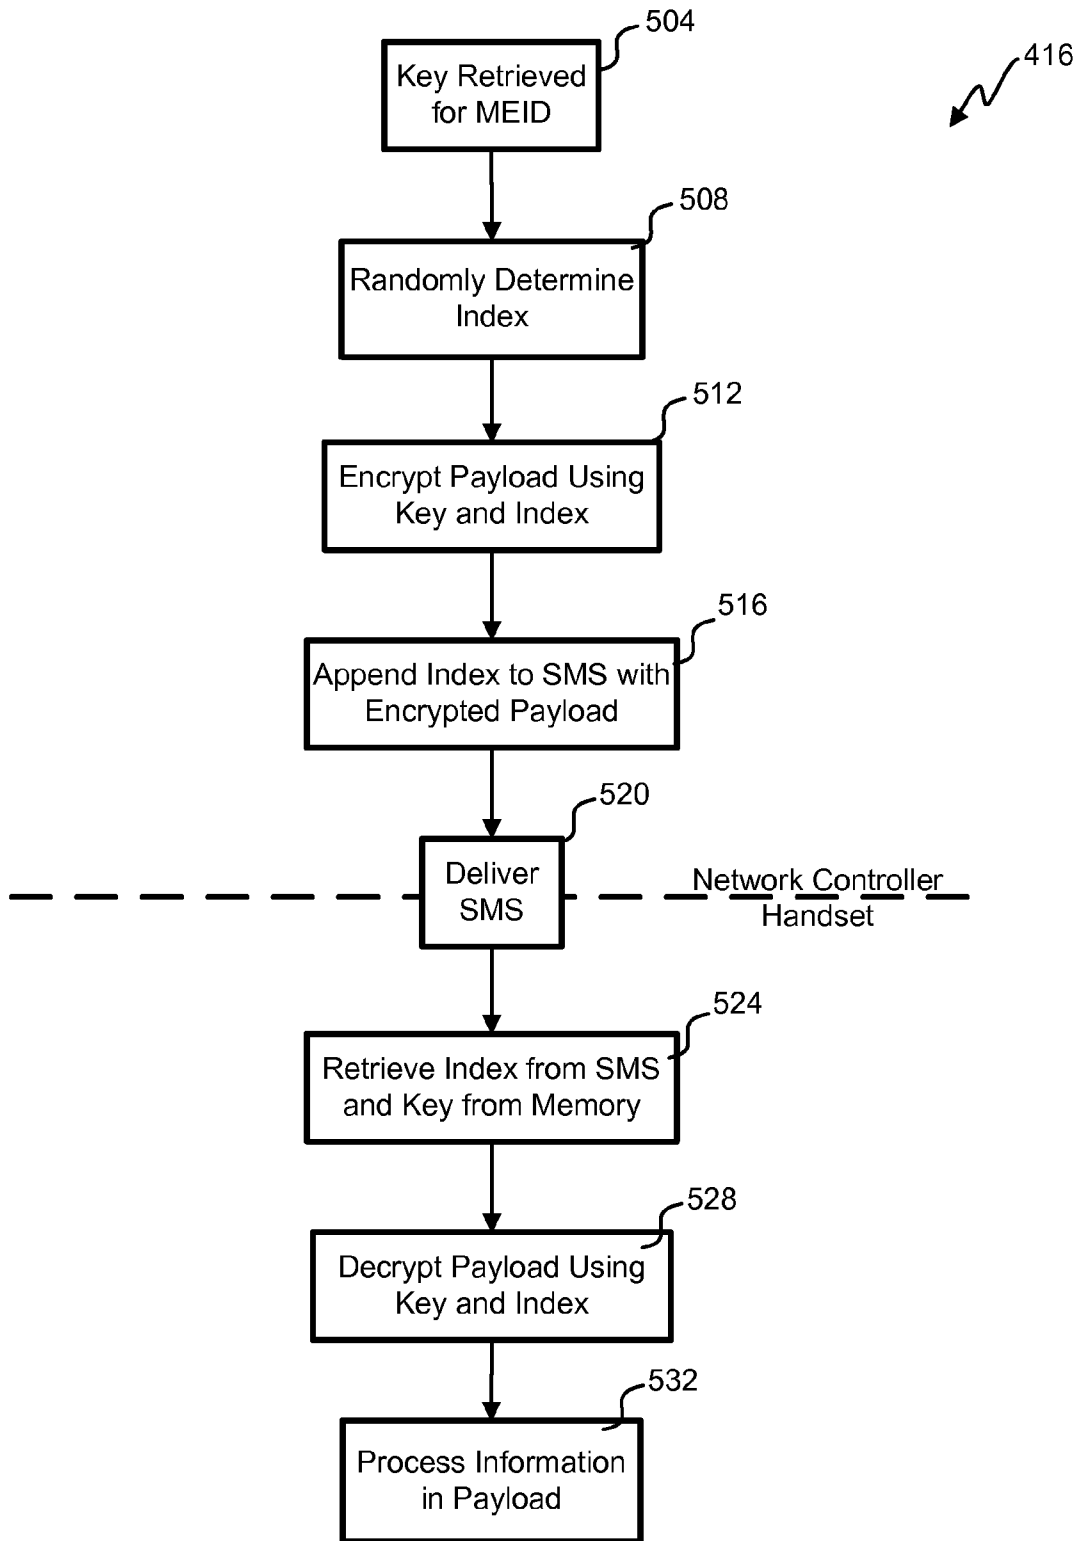 504
416
Key Retrieved
for MEID
508
Randomly Determine
Index
512
Encrypt Payload Using
Key and Index
516
Append Index to SMS with
Encrypted Payload
520
Deliver
SMS
Network Controller
Handset
524
Retrieve Index from SMS
and Key from Memory
528
Decrypt Payload Using
Key and Index
532
Process Information
in Payload